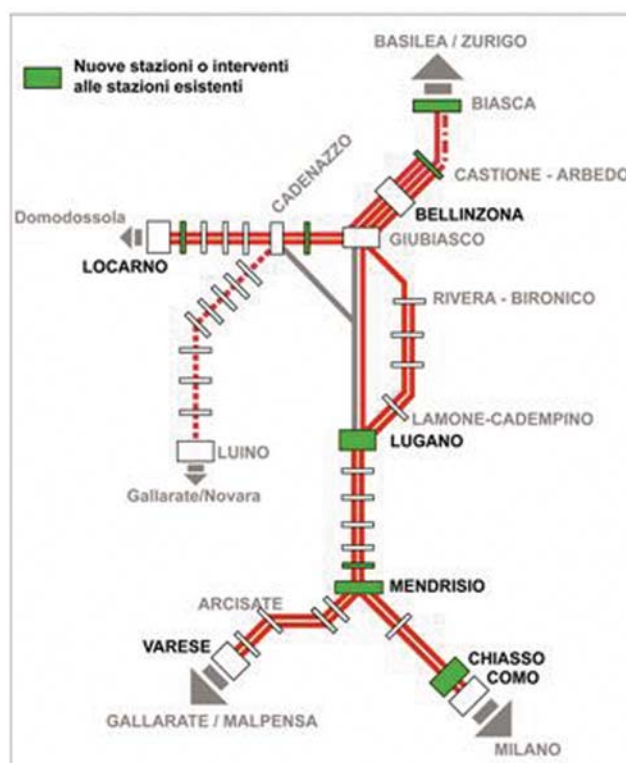 Nuove stazioni o interventi
alle stazioni esistenti
BASILEA / ZURIGO
BIASCA
CADENAZZO
CASTIONE - ARBEDO
BELLINZONA
Domodossola
GIUBIASCO
LOCARNO
RIVERA - BIRONICO
LAMONE-CADEMPINO
LUGANO
LUINO
Gallarate/Novara
MENDRISIO
ARCISATE
VARESE
CHIASSO
COMO
GALLARATE / MALPENSA
MILANO